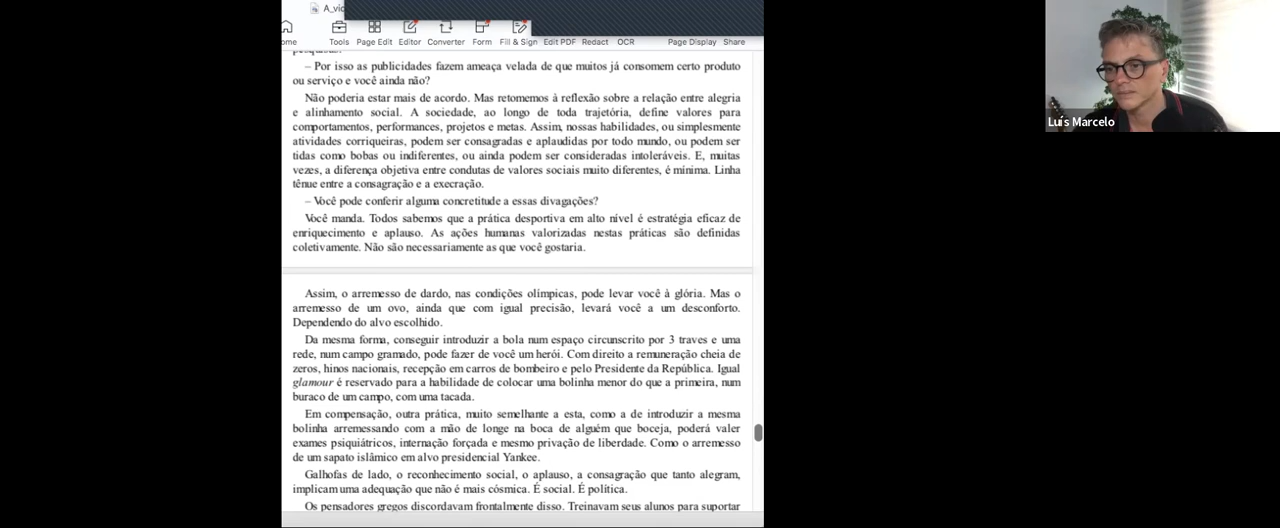 A_vic
ome Tools Page Edit Editor Converter Form Fill & Sign Edit PDF Redact OCR Page Display Share
– Por isso as publicidades fazem ameaça velada de que muitos já consomem certo produto
ou serviço e você ainda não?
Não poderia estar mais de acordo. Mas retomemos à reflexão sobre a relação entre alegria
e alinhamento social. A sociedade, ao longo de toda trajetória, define valores para
comportamentos, performances, projetos e metas. Assim, nossas habilidades, ou simplesmente
atividades corriqueiras, podem ser consagradas e aplaudidas por todo mundo, ou podem ser
tidas como bobas ou indiferentes, ou ainda podem ser consideradas intoleráveis. E, muitas
vezes, a diferença objetiva entre condutas de valores sociais muito diferentes, é mínima. Linha
tênue entre a consagração e a execração.
– Você pode conferir alguma concretitude a essas divagações?
Você manda. Todos sabemos que a prática desportiva em alto nível é estratégia eficaz de
enriquecimento e aplauso. As ações humanas valorizadas nestas práticas são definidas
coletivamente. Não são necessariamente as que você gostaria.
Assim, o arremesso de dardo, nas condições olímpicas, pode levar você à glória. Mas o
arremesso de um ovo, ainda que com igual precisão, levará você a um desconforto.
Dependendo do alvo escolhido.
Da mesma forma, conseguir introduzir a bola num espaço circunscrito por 3 traves e uma
rede, num campo gramado, pode fazer de você um herói. Com direito a remuneração cheia de
zeros, hinos nacionais, recepção em carros de bombeiro e pelo Presidente da República. Igual
glamour é reservado para a habilidade de colocar uma bolinha menor do que a primeira, num
buraco de um campo, com uma tacada.
Em compensação, outra prática, muito semelhante a esta, como a de introduzir a mesma
bolinha arremessando com a mão de longe na boca de alguém que boceja, poderá valer
exames psiquiátricos, internação forçada e mesmo privação de liberdade. Como o arremesso
de um sapato islâmico em alvo presidencial Yankee.
Galhofas de lado, o reconhecimento social, o aplauso, a consagração que tanto alegram,
implicam uma adequação que não é mais cósmica. É social. É política.
Os pensadores gregos discordavam frontalmente disso. Treinavam seus alunos para suportar
Luís Marcelo